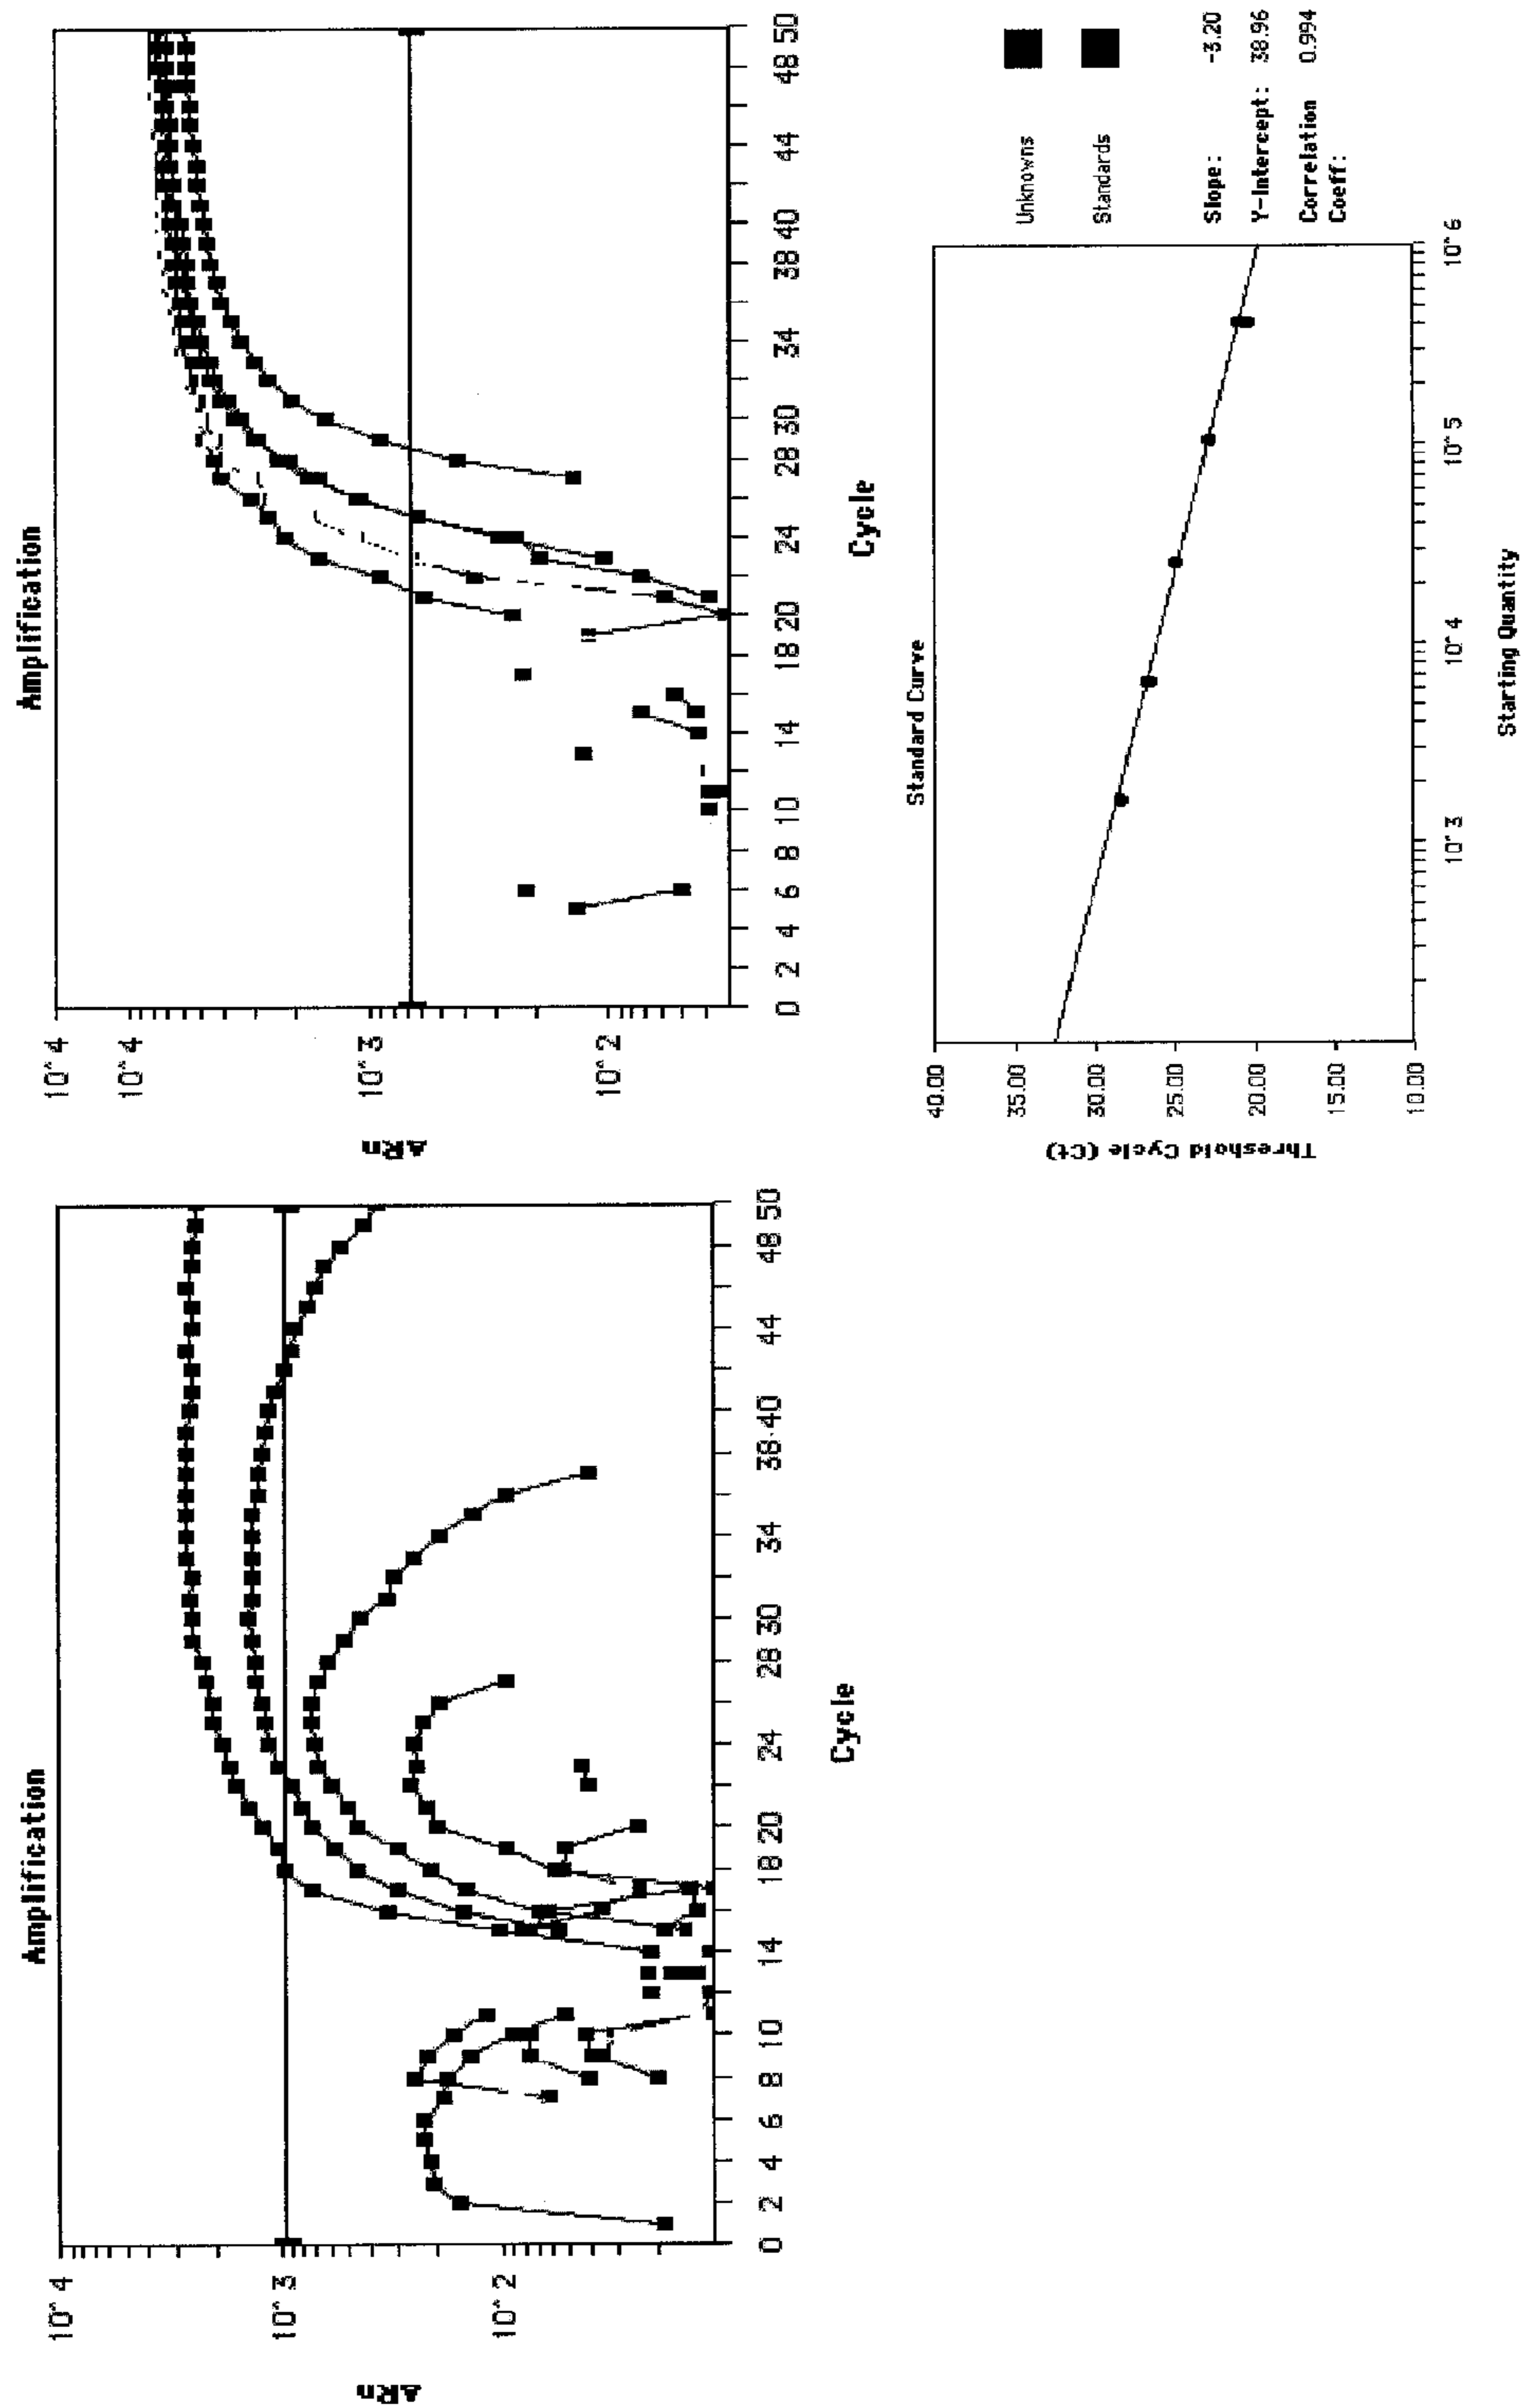 Amplification
10^4
10^3
10^2
ΔRn
0 2 4 6 8 10 14 18 20 24 28 30 34 38 40 44 48 50
Cycle
Amplification
10^4
10^4
10^3
10^2
ΔRn
0 2 4 6 8 10 14 18 20 24 28 30 34 38 40 44 48 50
Cycle
Standard Curve
40.00
35.00
30.00
25.00
20.00
15.00
10.00
Threshold Cycle (Ct)
10^3 10^4 10^5 10^6
Starting Quantity
Unknowns
Standards
Slope: -3.20
Y-Intercept: 38.96
Correlation 0.994
Coeff: